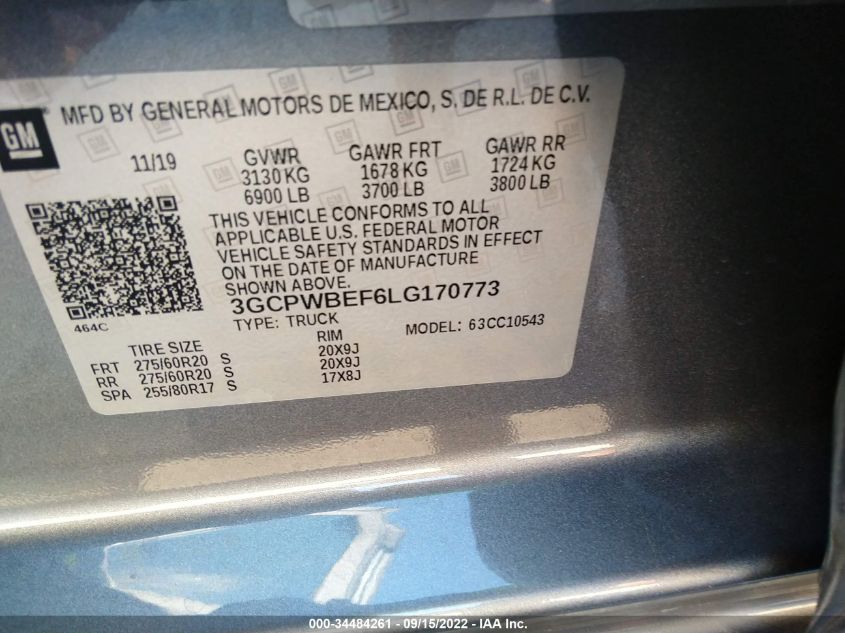 GM
MFD BY GENERAL MOTORS DE MEXICO, S. DE R.L. DE C.V.
11/19 GVWR GAWR FRT GAWR RR
3130 KG 1678 KG 1724 KG
6900 LB 3700 LB 3800 LB
THIS VEHICLE CONFORMS TO ALL
APPLICABLE U.S. FEDERAL MOTOR
VEHICLE SAFETY STANDARDS IN EFFECT
ON THE DATE OF MANUFACTURE
SHOWN ABOVE.
3GCPWBEF6LG170773
464C TYPE: TRUCK MODEL: 63CC10543
TIRE SIZE RIM
FRT 275/60R20 S 20X9J
RR 275/60R20 S 20X9J
SPA 255/80R17 S 17X8J
000-34484261 - 09/15/2022 - IAA Inc.